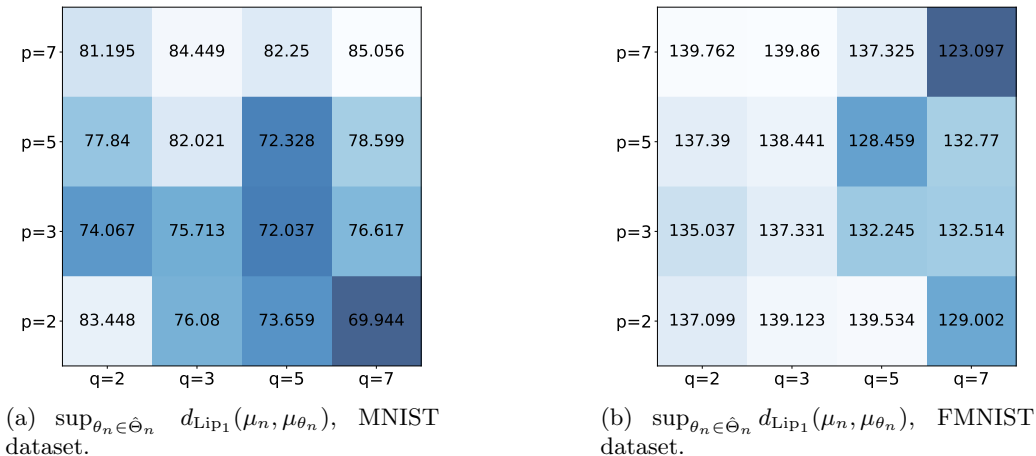 p=7 81.195 84.449 82.25 85.056
p=5 77.84 82.021 72.328 78.599
p=3 74.067 75.713 72.037 76.617
p=2 83.448 76.08 73.659 69.944
q=2 q=3 q=5 q=7
(a) sup_{θ_n∈Θ̂_n} d_{Lip_1}(μ_n, μ_{θ_n}), MNIST
dataset.
p=7 139.762 139.86 137.325 123.097
p=5 137.39 138.441 128.459 132.77
p=3 135.037 137.331 132.245 132.514
p=2 137.099 139.123 139.534 129.002
q=2 q=3 q=5 q=7
(b) sup_{θ_n∈Θ̂_n} d_{Lip_1}(μ_n, μ_{θ_n}), FMNIST
dataset.